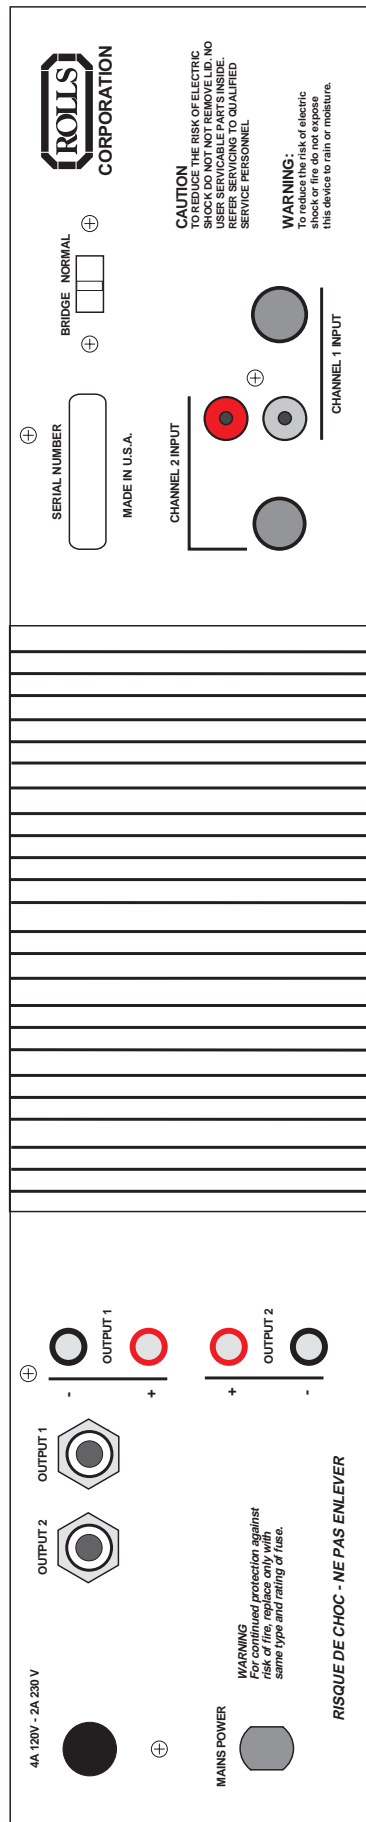 4A 120V - 2A 230 V
OUTPUT 2
OUTPUT 1
-
OUTPUT 1
+
+
OUTPUT 2
-
MAINS POWER
WARNING
For continued protection against
risk of fire, replace only with
same type and rating of fuse.
RISQUE DE CHOC - NE PAS ENLEVER
SERIAL NUMBER
MADE IN U.S.A.
BRIDGE NORMAL
ROLLS
CORPORATION
CHANNEL 2 INPUT
CHANNEL 1 INPUT
CAUTION
TO REDUCE THE RISK OF ELECTRIC
SHOCK DO NOT NOT REMOVE LID. NO
USER SERVICABLE PARTS INSIDE.
REFER SERVICING TO QUALIFIED
SERVICE PERSONNEL
WARNING:
To reduce the risk of electric
shock or fire do not expose
this device to rain or moisture.